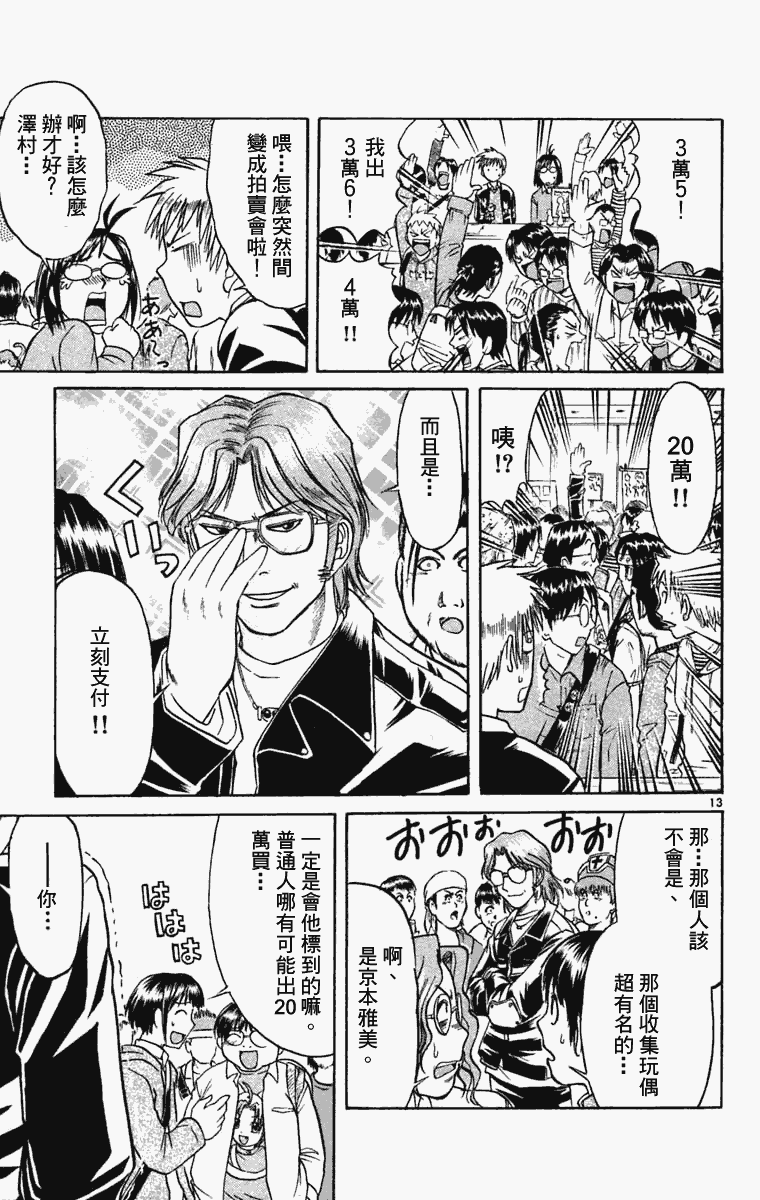 3萬5！
我出
3萬6！
4萬!!
喂…怎麼突然間
變成拍賣會啦！
啊…該怎麼
辦才好？
澤村…
ああ〜っ
20萬!!
咦!?
而且是…
くいっ
立刻支付!!
13
那…那個人該
不會是、
那個收集玩偶
超有名的…
おおおお
お
啊、
是京本雅美。
一定是會他標到的嘛。
普通人哪有可能出20
萬買…
ははは
——你…